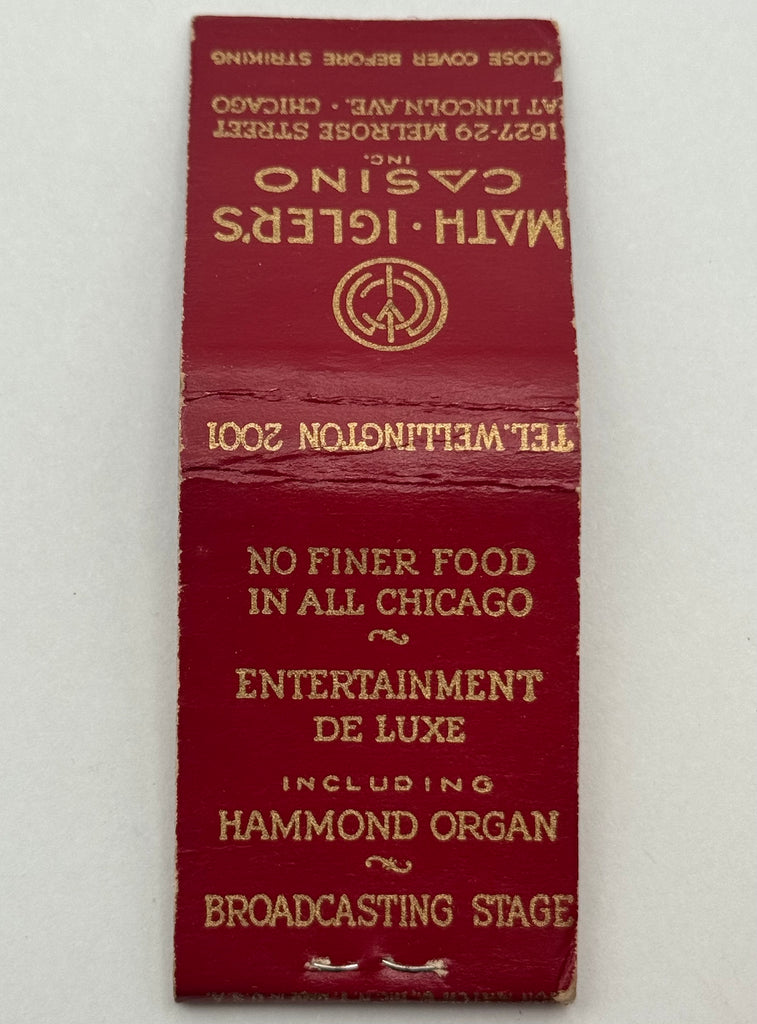 CLOSE COVER BEFORE STRIKING
1627-29 MELROSE STREET
AT LINCOLN AVE. · CHICAGO
INC.
CASINO
MATH · IGLER'S
TEL. WELLINGTON 2001
NO FINER FOOD
IN ALL CHICAGO
ENTERTAINMENT
DE LUXE
INCLUDING
HAMMOND ORGAN
BROADCASTING STAGE